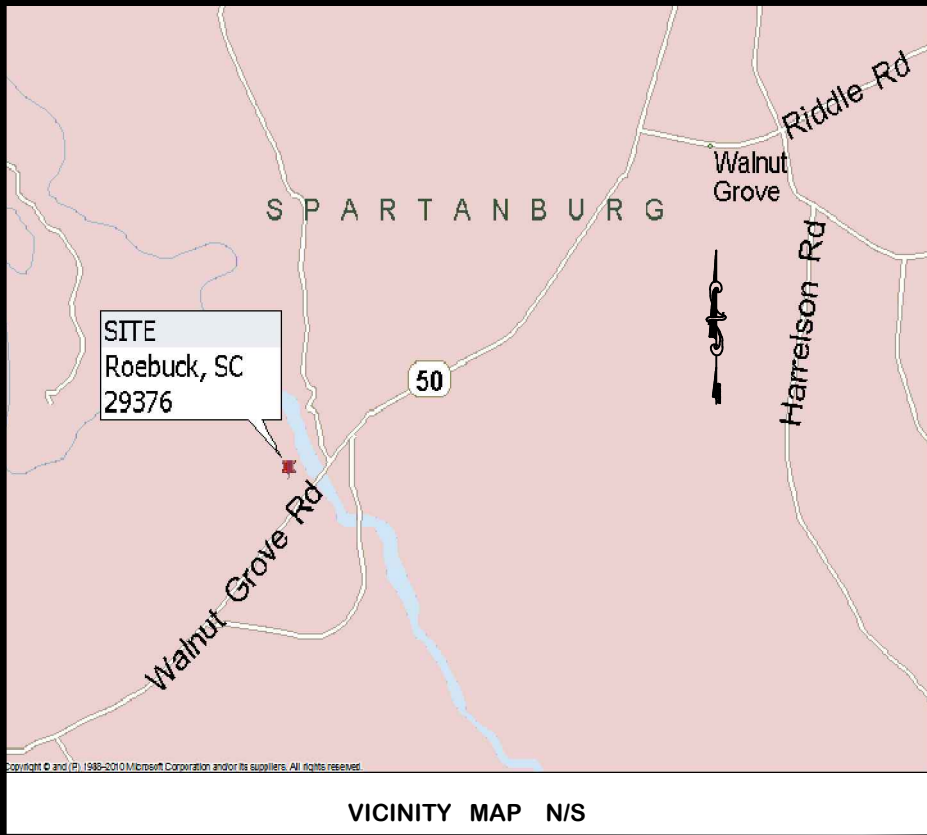 Riddle Rd
Walnut
Grove
SPARTANBURG
Harrelson Rd
SITE
Roebuck, SC
29376
50
Walnut Grove Rd
Copyright © and (P) 1988–2010 Microsoft Corporation and/or its suppliers. All rights reserved.
VICINITY MAP N/S